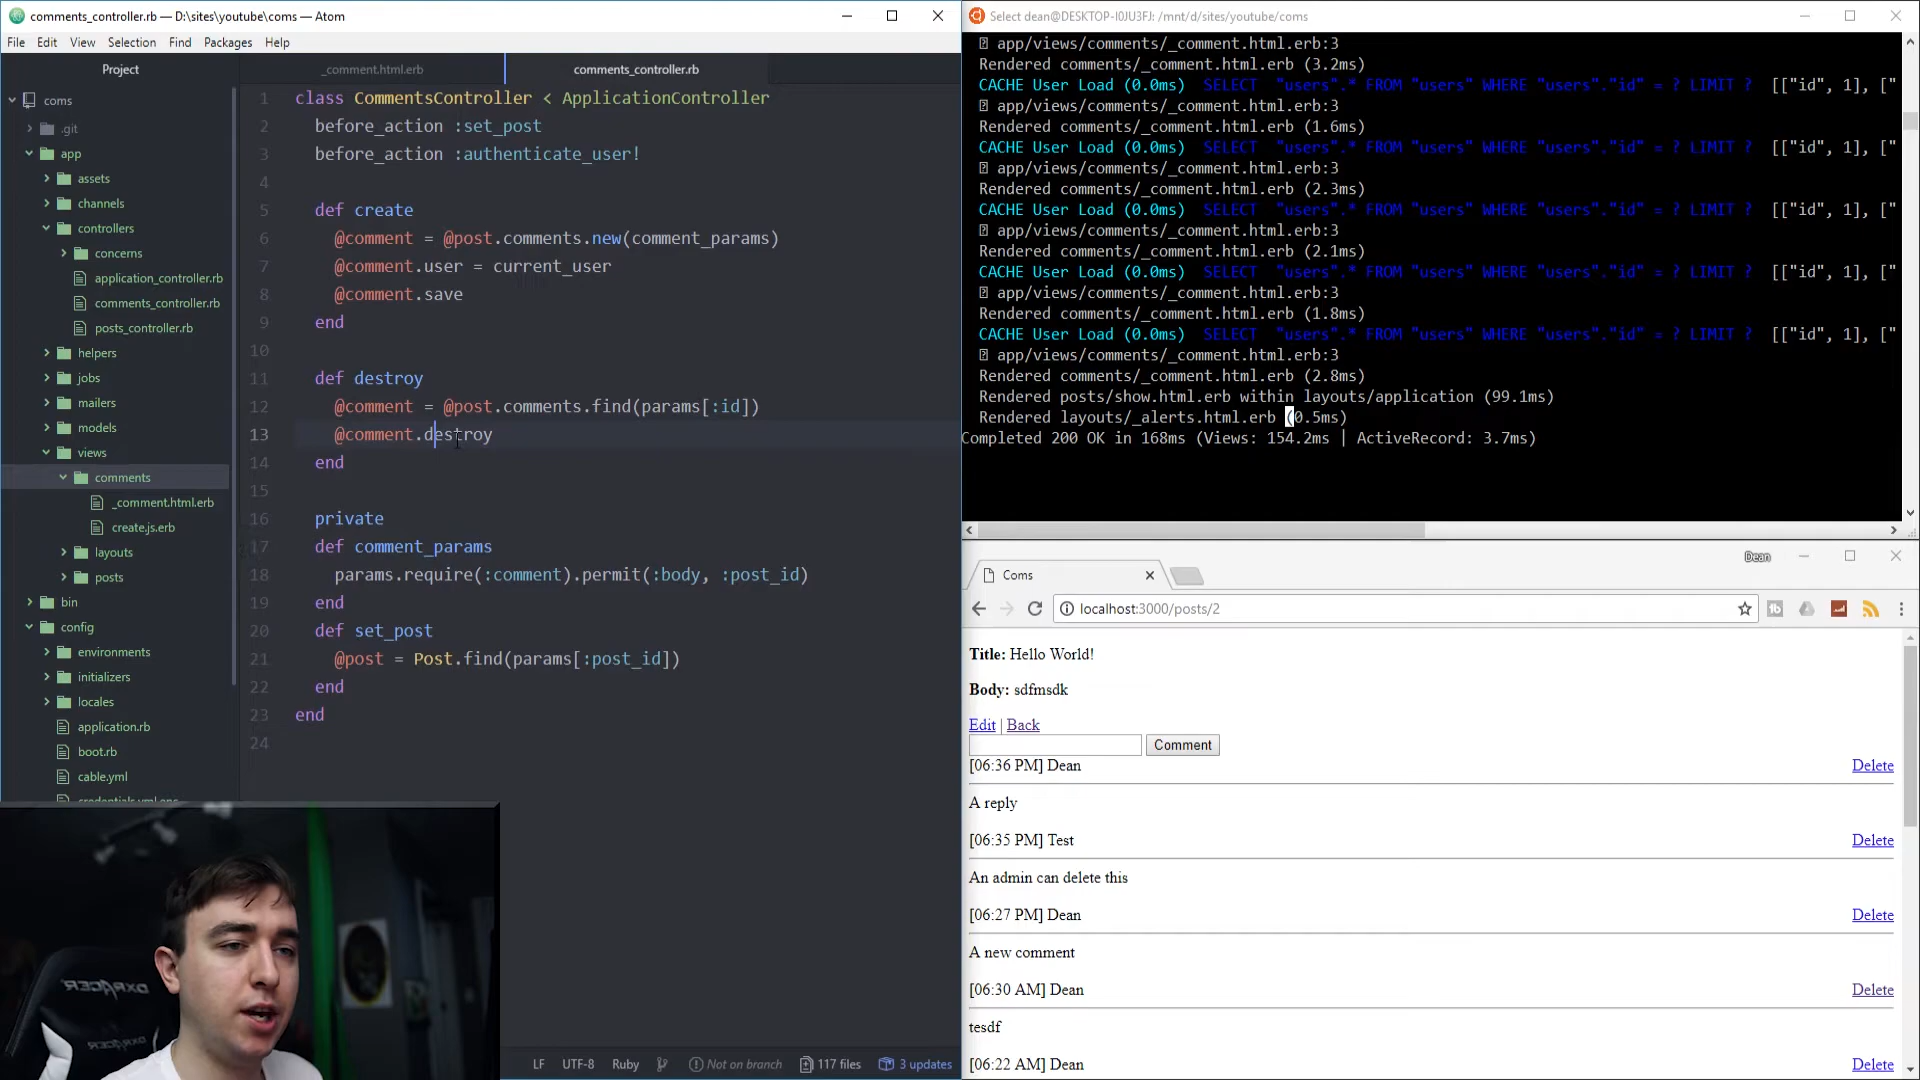 comments_controller.rb — D:\sites\youtube\coms — Atom
File Edit View Selection Find Packages Help
Project
_comment.html.erb
comments_controller.rb
coms
.git
app
assets
channels
controllers
concerns
application_controller.rb
comments_controller.rb
posts_controller.rb
helpers
jobs
mailers
models
views
comments
_comment.html.erb
create.js.erb
layouts
posts
bin
config
environments
initializers
locales
application.rb
boot.rb
cable.yml
1 class CommentsController < ApplicationController
2 before_action :set_post
3 before_action :authenticate_user!
4
5 def create
6 @comment = @post.comments.new(comment_params)
7 @comment.user = current_user
8 @comment.save
9 end
10
11 def destroy
12 @comment = @post.comments.find(params[:id])
13 @comment.destroy
14 end
15
16 private
17 def comment_params
18 params.require(:comment).permit(:body, :post_id)
19 end
20 def set_post
21 @post = Post.find(params[:post_id])
22 end
23 end
24
LF UTF-8 Ruby Not on branch 117 files 3 updates
Select dean@DESKTOP-I0JU3FJ: /mnt/d/sites/youtube/coms
app/views/comments/_comment.html.erb:3
Rendered comments/_comment.html.erb (3.2ms)
CACHE User Load (0.0ms) SELECT "users".* FROM "users" WHERE "users"."id" = ? LIMIT ? [["id", 1], ["
app/views/comments/_comment.html.erb:3
Rendered comments/_comment.html.erb (1.6ms)
CACHE User Load (0.0ms) SELECT "users".* FROM "users" WHERE "users"."id" = ? LIMIT ? [["id", 1], ["
app/views/comments/_comment.html.erb:3
Rendered comments/_comment.html.erb (2.3ms)
CACHE User Load (0.0ms) SELECT "users".* FROM "users" WHERE "users"."id" = ? LIMIT ? [["id", 1], ["
app/views/comments/_comment.html.erb:3
Rendered comments/_comment.html.erb (2.1ms)
CACHE User Load (0.0ms) SELECT "users".* FROM "users" WHERE "users"."id" = ? LIMIT ? [["id", 1], ["
app/views/comments/_comment.html.erb:3
Rendered comments/_comment.html.erb (1.8ms)
CACHE User Load (0.0ms) SELECT "users".* FROM "users" WHERE "users"."id" = ? LIMIT ? [["id", 1], ["
app/views/comments/_comment.html.erb:3
Rendered comments/_comment.html.erb (2.8ms)
Rendered posts/show.html.erb within layouts/application (99.1ms)
Rendered layouts/_alerts.html.erb (0.5ms)
Completed 200 OK in 168ms (Views: 154.2ms | ActiveRecord: 3.7ms)
Dean
Coms
localhost:3000/posts/2
Title: Hello World!
Body: sdfmsdk
Edit | Back
Comment
[06:36 PM] Dean Delete
A reply
[06:35 PM] Test Delete
An admin can delete this
[06:27 PM] Dean Delete
A new comment
[06:30 AM] Dean Delete
tesdf
[06:22 AM] Dean Delete
DXRACER